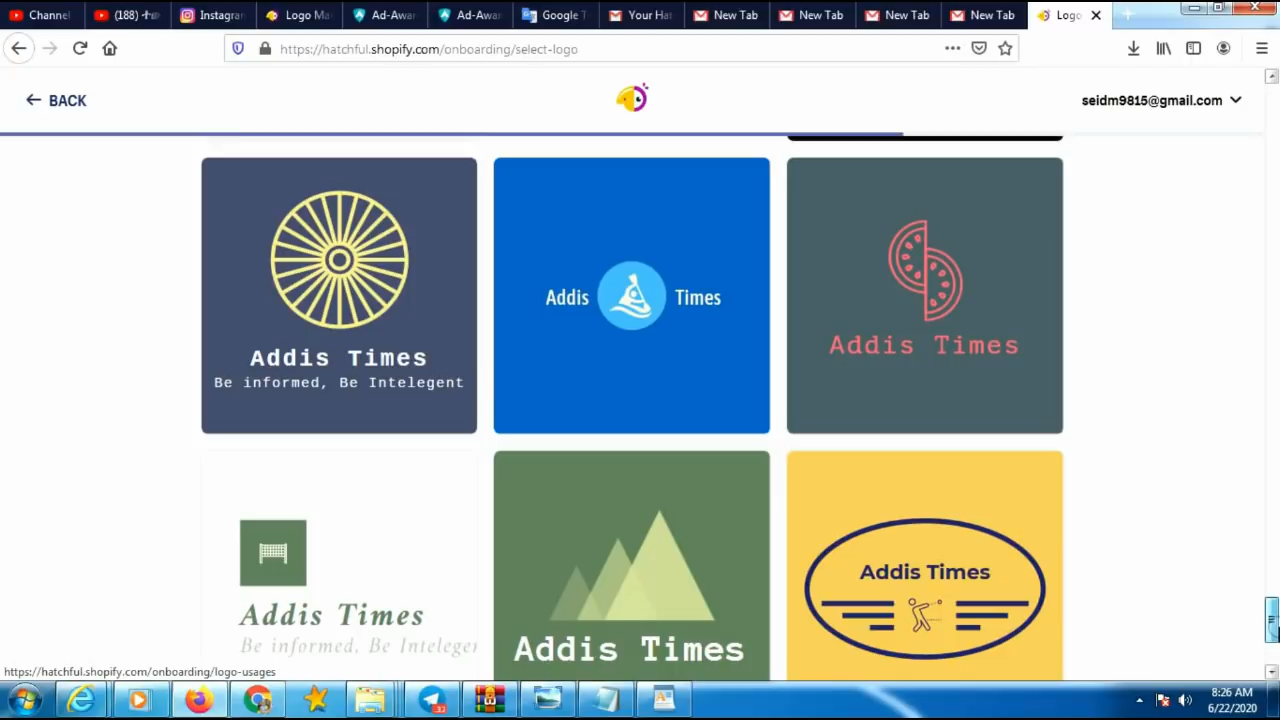 Channel
(188) +
Instagram
Logo Ma
Ad-Awar
Ad-Awar
Google T
Your Hat
New Tab
New Tab
New Tab
New Tab
Logo
https://hatchful.shopify.com/onboarding/select-logo
BACK
seidm9815@gmail.com
Addis Times
Be informed, Be Intelegent
Addis Times
Addis Times
Addis Times
Be informed, Be Inteleger
Addis Times
Addis Times
https://hatchful.shopify.com/onboarding/logo-usages
33
8:26 AM
6/22/2020